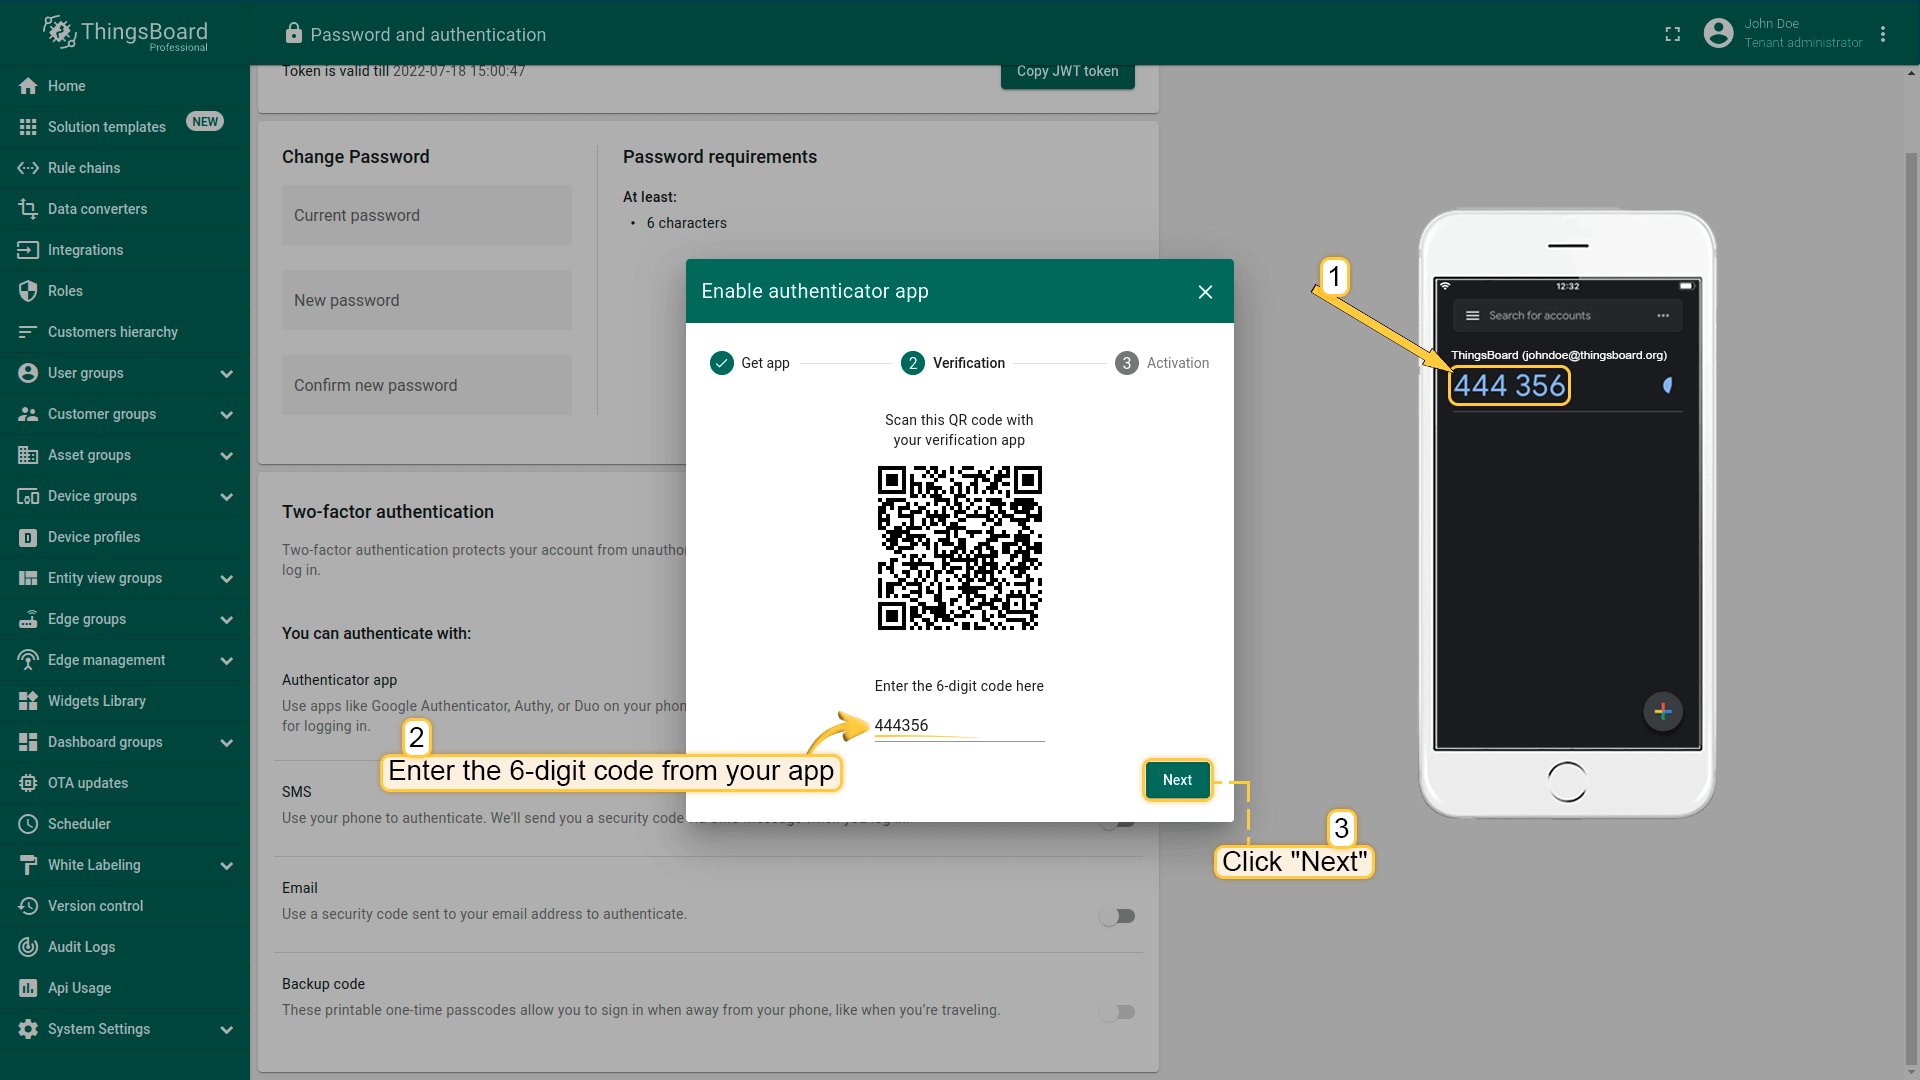 ThingsBoard
Professional
Password and authentication
John Doe
Tenant administrator
Home
Solution templates NEW
Rule chains
Data converters
Integrations
Roles
Customers hierarchy
User groups
Customer groups
Asset groups
Device groups
Device profiles
Entity view groups
Edge groups
Edge management
Widgets Library
Dashboard groups
OTA updates
Scheduler
White Labeling
Version control
Audit Logs
Api Usage
System Settings
Token is valid till 2022-07-18 15:00:47
Copy JWT token
Change Password
Current password
New password
Confirm new password
Password requirements
At least:
• 6 characters
Two-factor authentication
Two-factor authentication protects your account from unautho
log in.
You can authenticate with:
Authenticator app
Use apps like Google Authenticator, Authy, or Duo on your phon
for logging in.
SMS
Use your phone to authenticate. We'll send you a security code
Email
Use a security code sent to your email address to authenticate.
Backup code
These printable one-time passcodes allow you to sign in when away from your phone, like when you're traveling.
Enable authenticator app
Get app
2 Verification
3 Activation
Scan this QR code with
your verification app
Enter the 6-digit code here
444356
Next
1
2
Enter the 6-digit code from your app
3
Click "Next"
12:32
Search for accounts
ThingsBoard (johndoe@thingsboard.org)
444 356